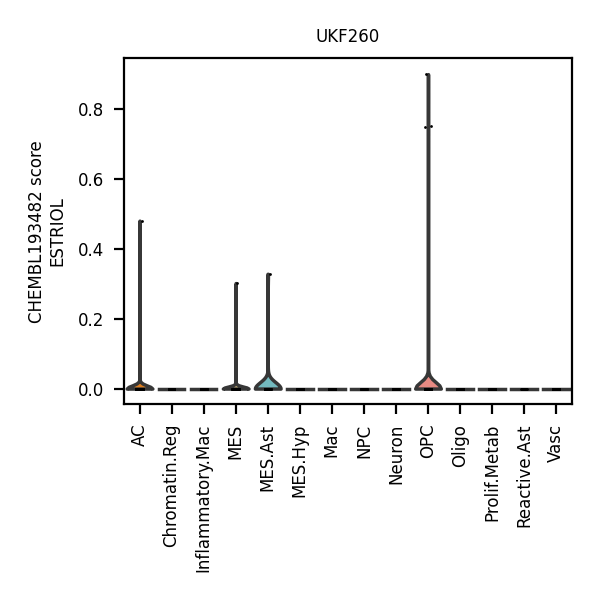 UKF260
CHEMBL193482 score
ESTRIOL
0.8
0.6
0.4
0.2
0.0
AC
Chromatin.Reg
Inflammatory.Mac
MES
MES.Ast
MES.Hyp
Mac
NPC
Neuron
OPC
Oligo
Prolif.Metab
Reactive.Ast
Vasc